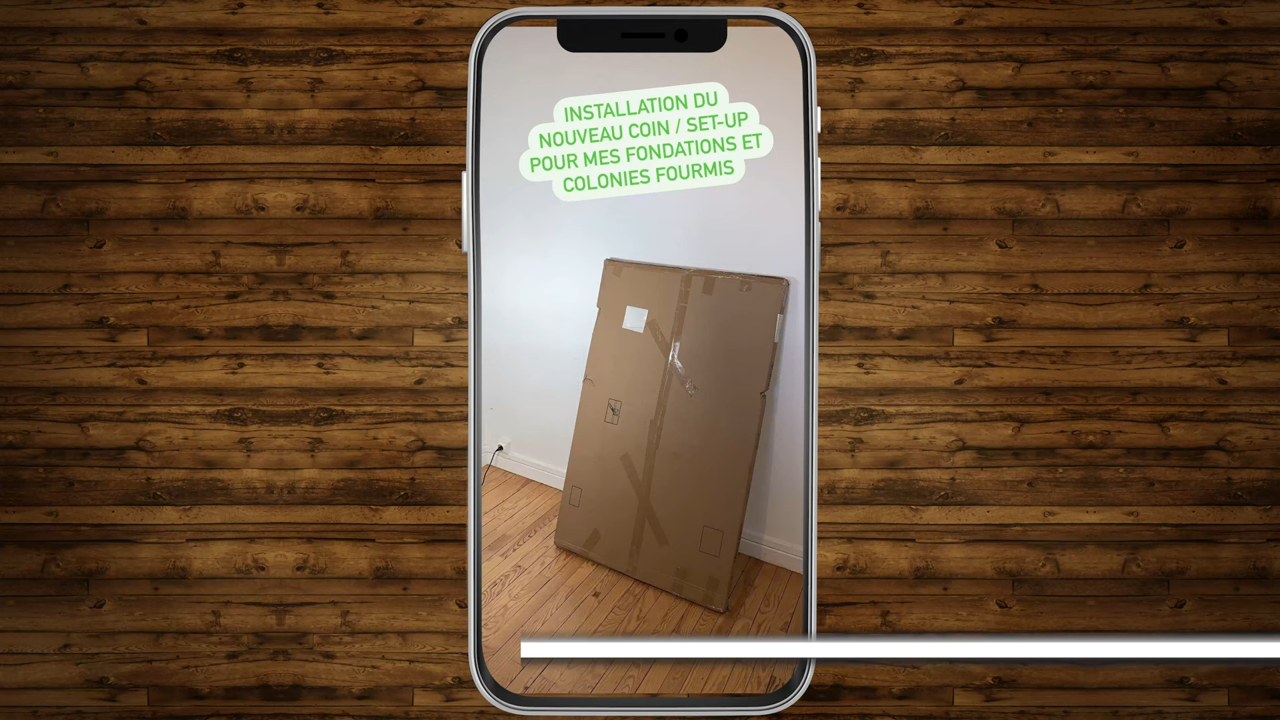 INSTALLATION DU
NOUVEAU COIN / SET-UP
POUR MES FONDATIONS ET
COLONIES FOURMIS